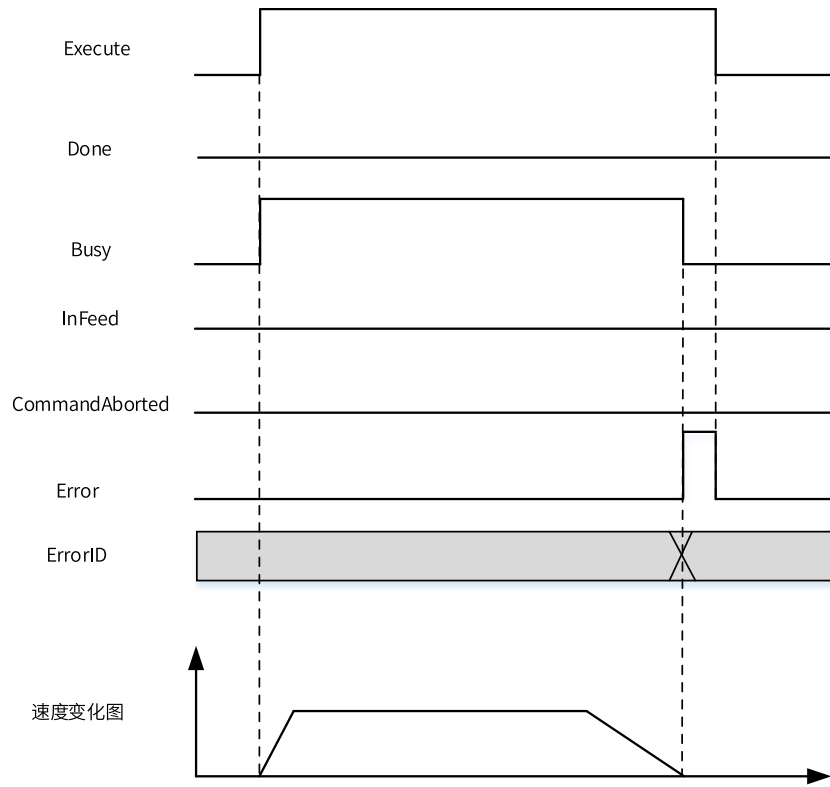 Execute
Done
Busy
InFeed
CommandAborted
Error
ErrorID
速度变化图